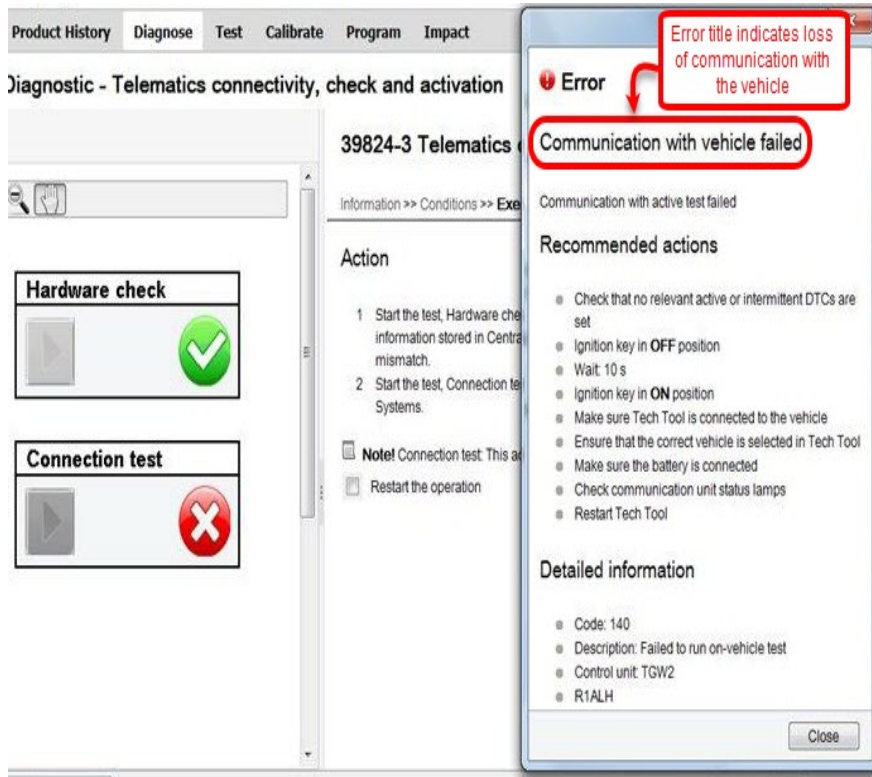 Product History Diagnose Test Calibrate Program Impact
Diagnostic - Telematics connectivity, check and activation
Hardware check
Connection test
39824-3 Telematics
Information >> Conditions >> Exe
Action
1 Start the test, Hardware che
information stored in Centra
mismatch.
2 Start the test, Connection te
Systems.
Note! Connection test: This a
Restart the operation
Error title indicates loss
of communication with
the vehicle
Error
Communication with vehicle failed
Communication with active test failed
Recommended actions
Check that no relevant active or intermittent DTCs are
set
Ignition key in OFF position
Wait: 10 s
Ignition key in ON position
Make sure Tech Tool is connected to the vehicle
Ensure that the correct vehicle is selected in Tech Tool
Make sure the battery is connected
Check communication unit status lamps
Restart Tech Tool
Detailed information
Code: 140
Description: Failed to run on-vehicle test
Control unit: TGW2
R1ALH
Close